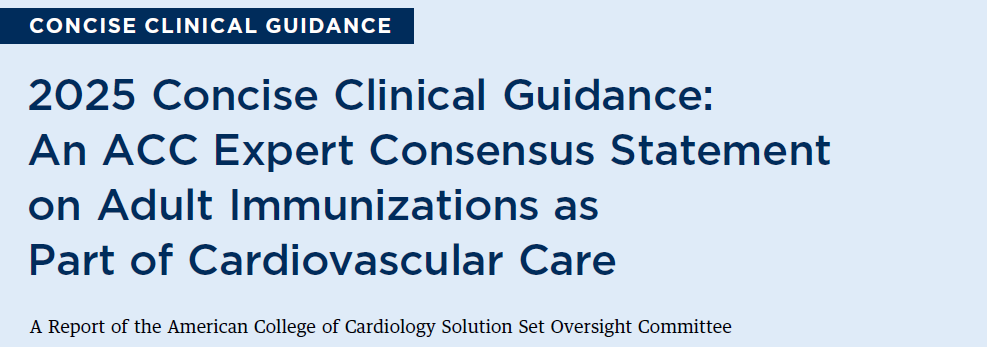 CONCISE CLINICAL GUIDANCE
2025 Concise Clinical Guidance:
An ACC Expert Consensus Statement
on Adult Immunizations as
Part of Cardiovascular Care
A Report of the American College of Cardiology Solution Set Oversight Committee